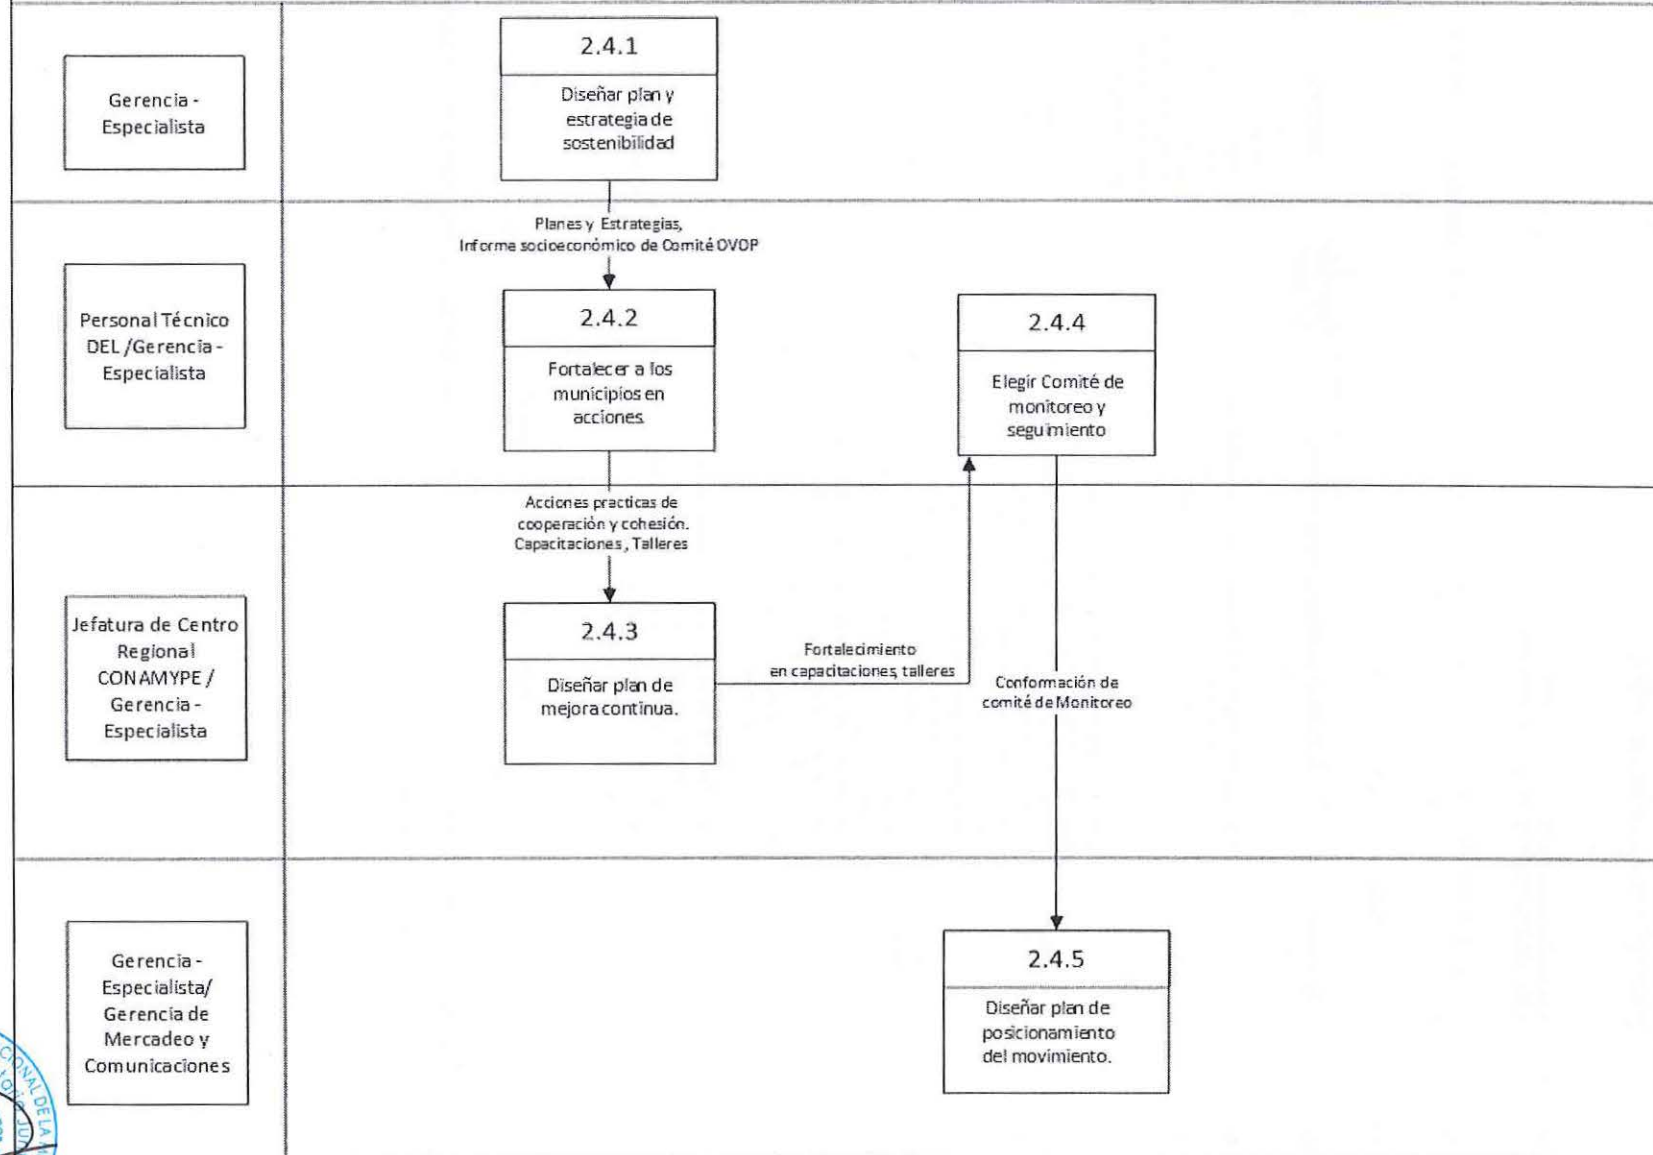 Gerencia -
Especialista
2.4.1
Diseñar plan y
estrategia de
sostenibilidad
Planes y Estrategias,
Informe socioeconómico de Comité OVOP
Personal Técnico
DEL /Gerencia -
Especialista
2.4.2
Fortalecer a los
municipios en
acciones.
2.4.4
Elegir Comité de
monitoreo y
seguimiento
Acciones practicas de
cooperación y cohesión.
Capacitaciones, Talleres
Jefatura de Centro
Regional
CONAMYPE /
Gerencia -
Especialista
2.4.3
Diseñar plan de
mejora continua.
Fortalecimiento
en capacitaciones, talleres
Conformación de
comité de Monitoreo
Gerencia -
Especialista/
Gerencia de
Mercadeo y
Comunicaciones
2.4.5
Diseñar plan de
posicionamiento
del movimiento.
DE LA